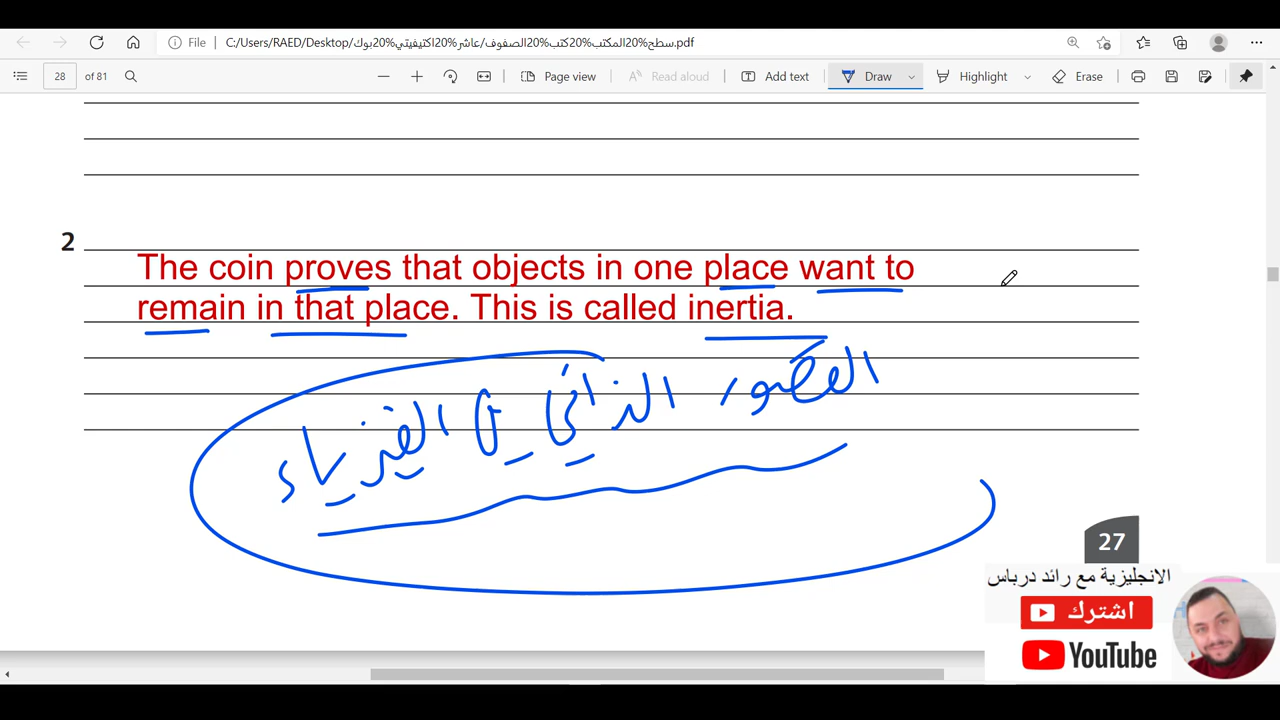 File C:/Users/RAED/Desktop/سطح%20المكتب%20كتب%20الصفوف/عاشر%20اكتيفيتي%20بوك.pdf
28 of 81 Page view Read aloud Add text Draw Highlight Erase
2
The coin proves that objects in one place want to
remain in that place. This is called inertia.
القصور الذاتي في الفيزياء
27
الانجليزية مع رائد درباس
اشترك
YouTube